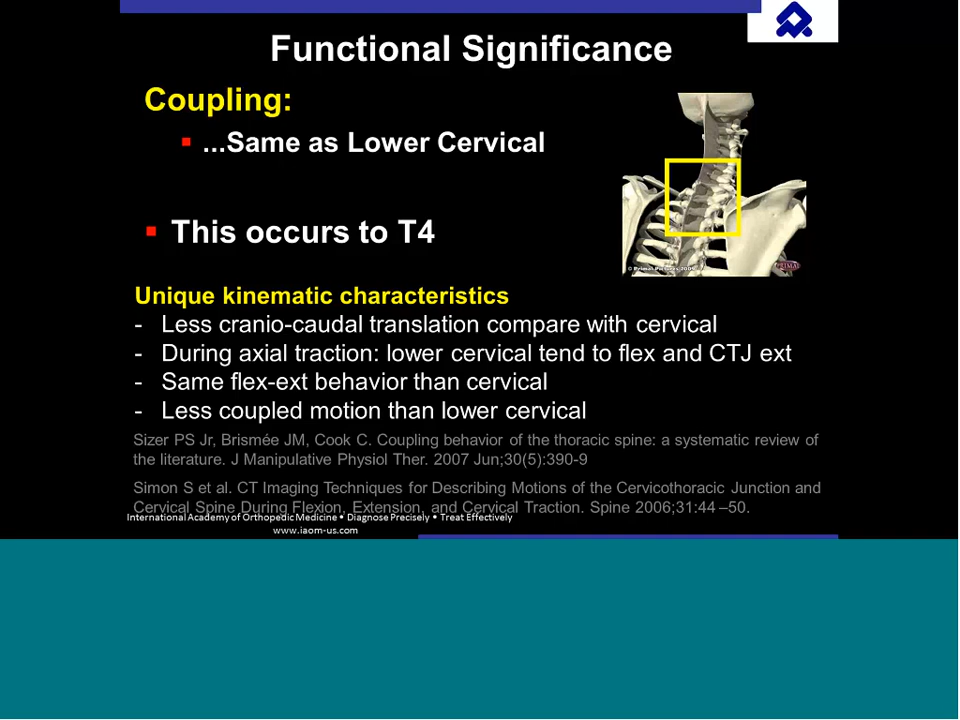 Functional Significance
Coupling:
▪ ...Same as Lower Cervical
▪ This occurs to T4
© Primal Pictures 2009
PRIMAL
Unique kinematic characteristics
- Less cranio-caudal translation compare with cervical
- During axial traction: lower cervical tend to flex and CTJ ext
- Same flex-ext behavior than cervical
- Less coupled motion than lower cervical
Sizer PS Jr, Brismée JM, Cook C. Coupling behavior of the thoracic spine: a systematic review of
the literature. J Manipulative Physiol Ther. 2007 Jun;30(5):390-9
Simon S et al. CT Imaging Techniques for Describing Motions of the Cervicothoracic Junction and
Cervical Spine During Flexion, Extension, and Cervical Traction. Spine 2006;31:44 –50.
International Academy of Orthopedic Medicine • Diagnose Precisely • Treat Effectively
www.iaom-us.com